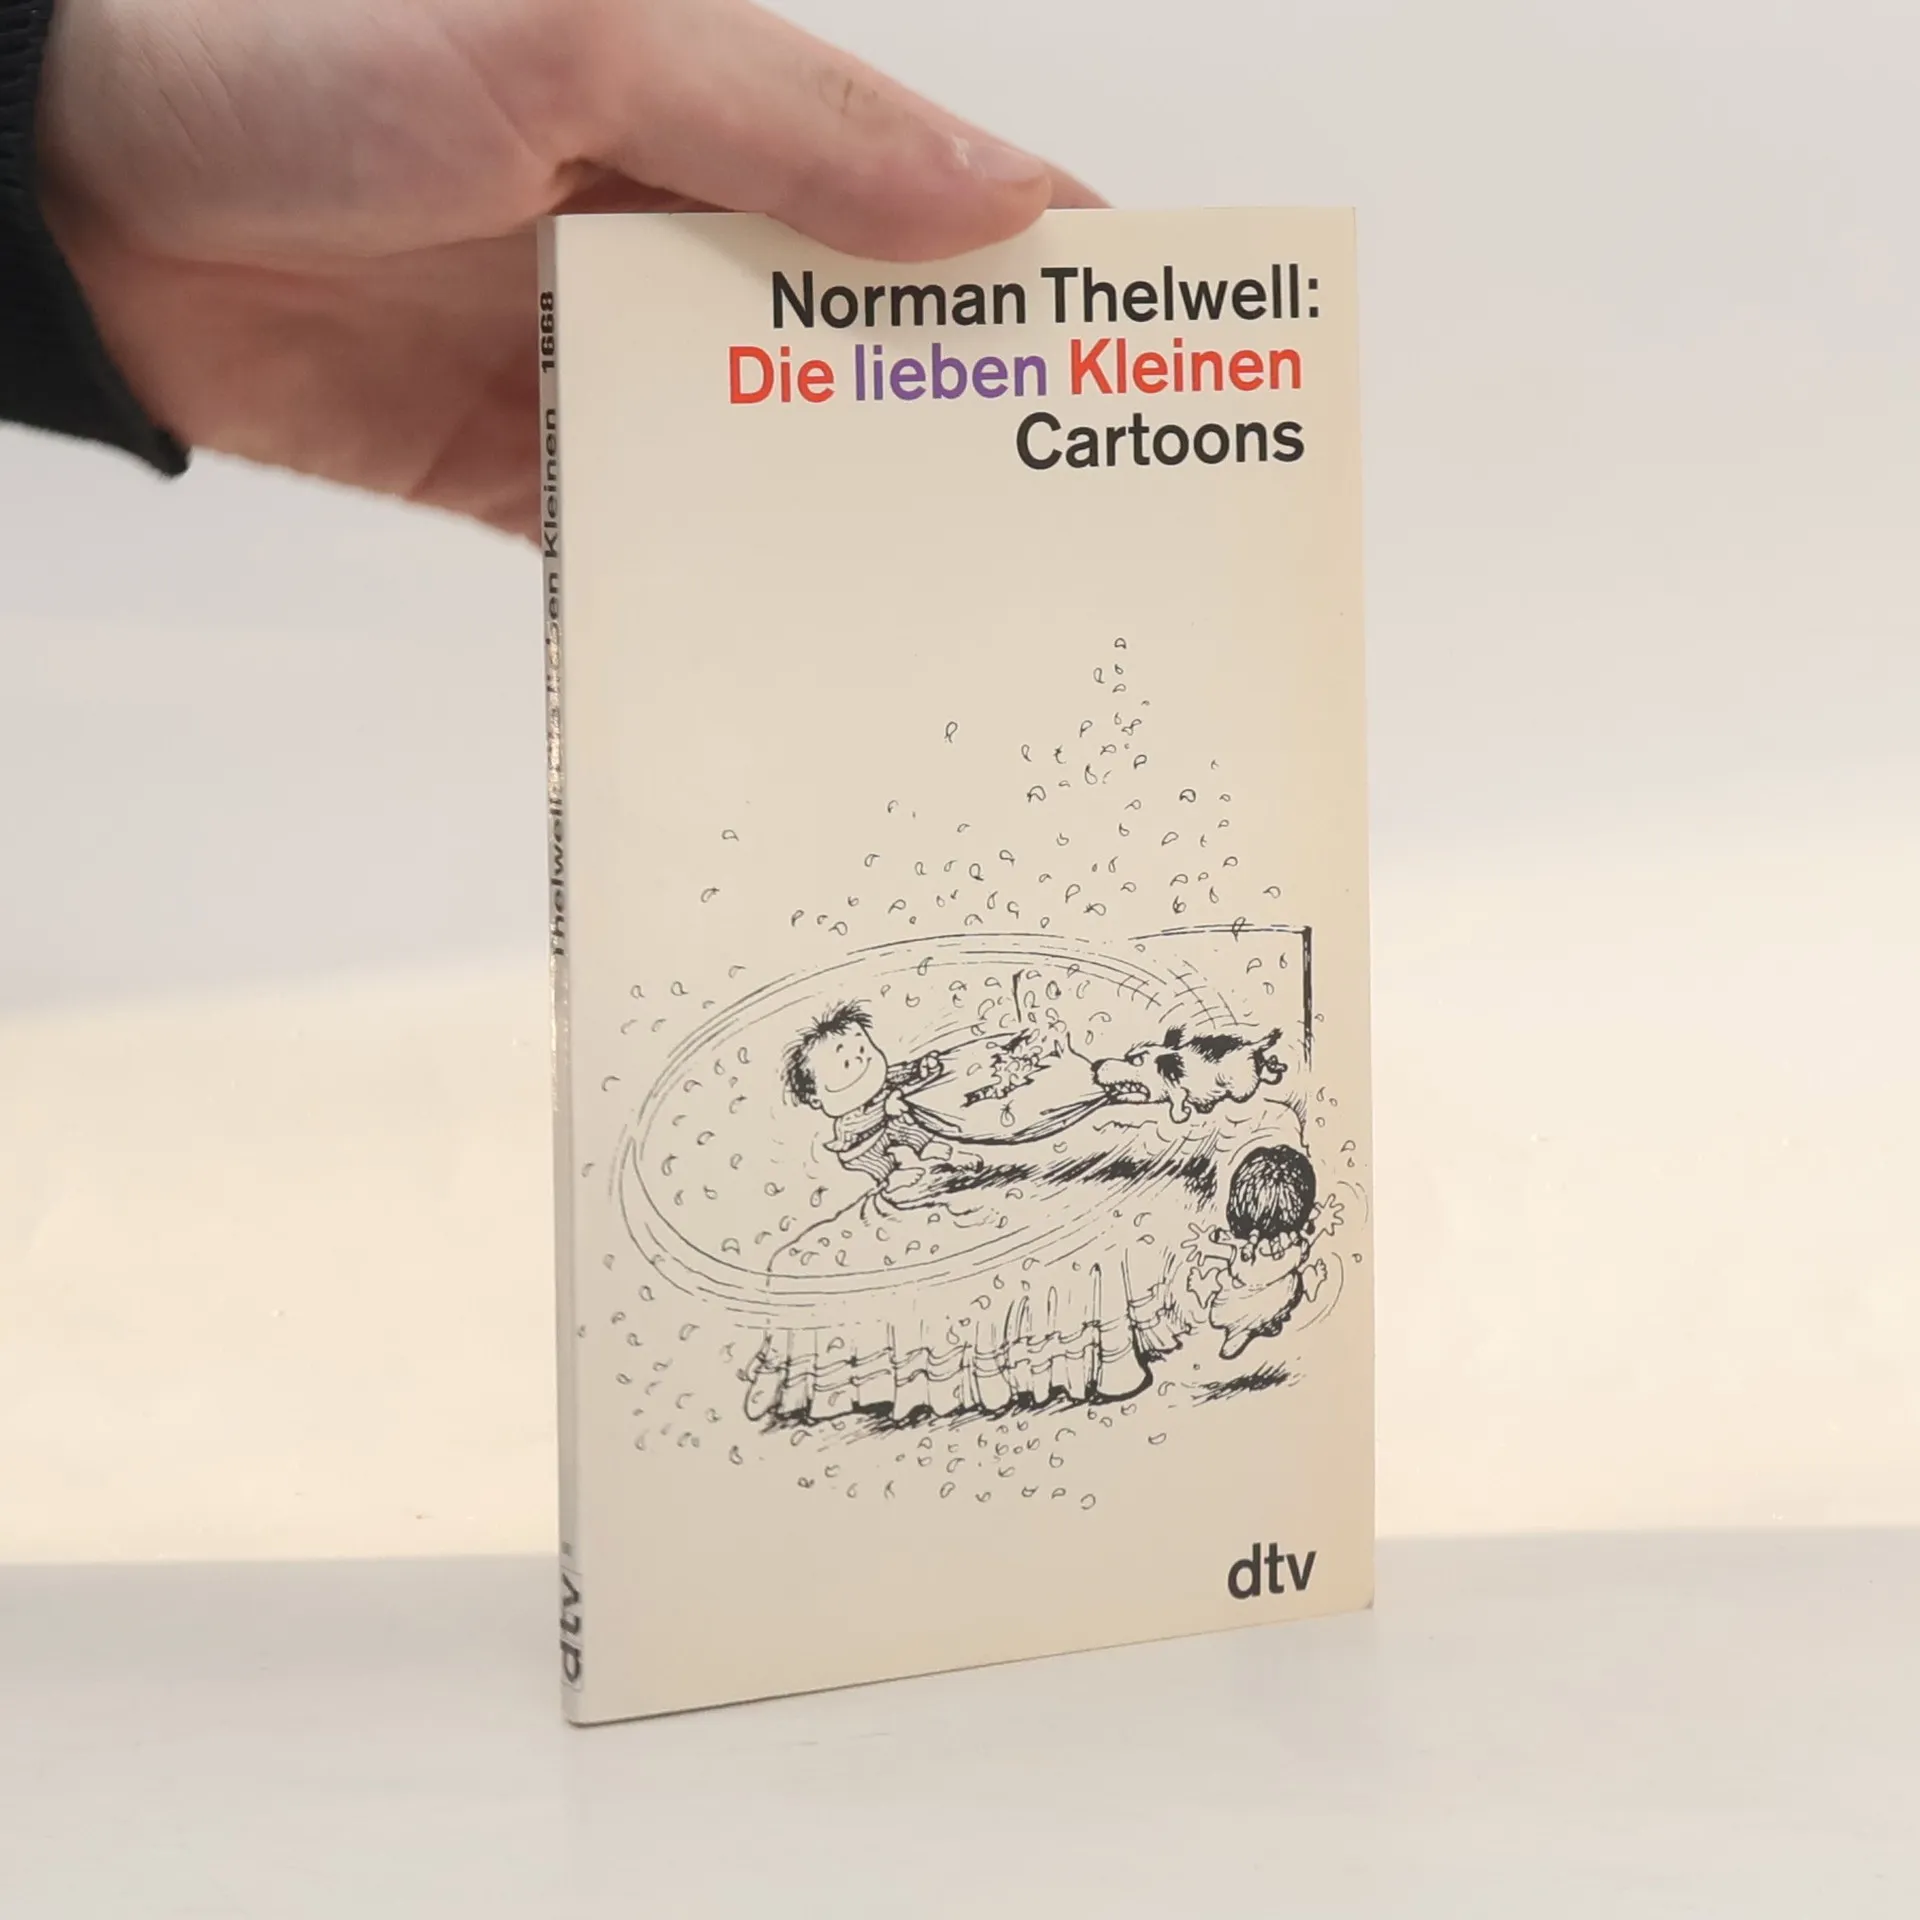 Norman Thelwell:
Die lieben Kleinen
Cartoons
dtv
Thelwell: Die lieben Kleinen 1668
dtv